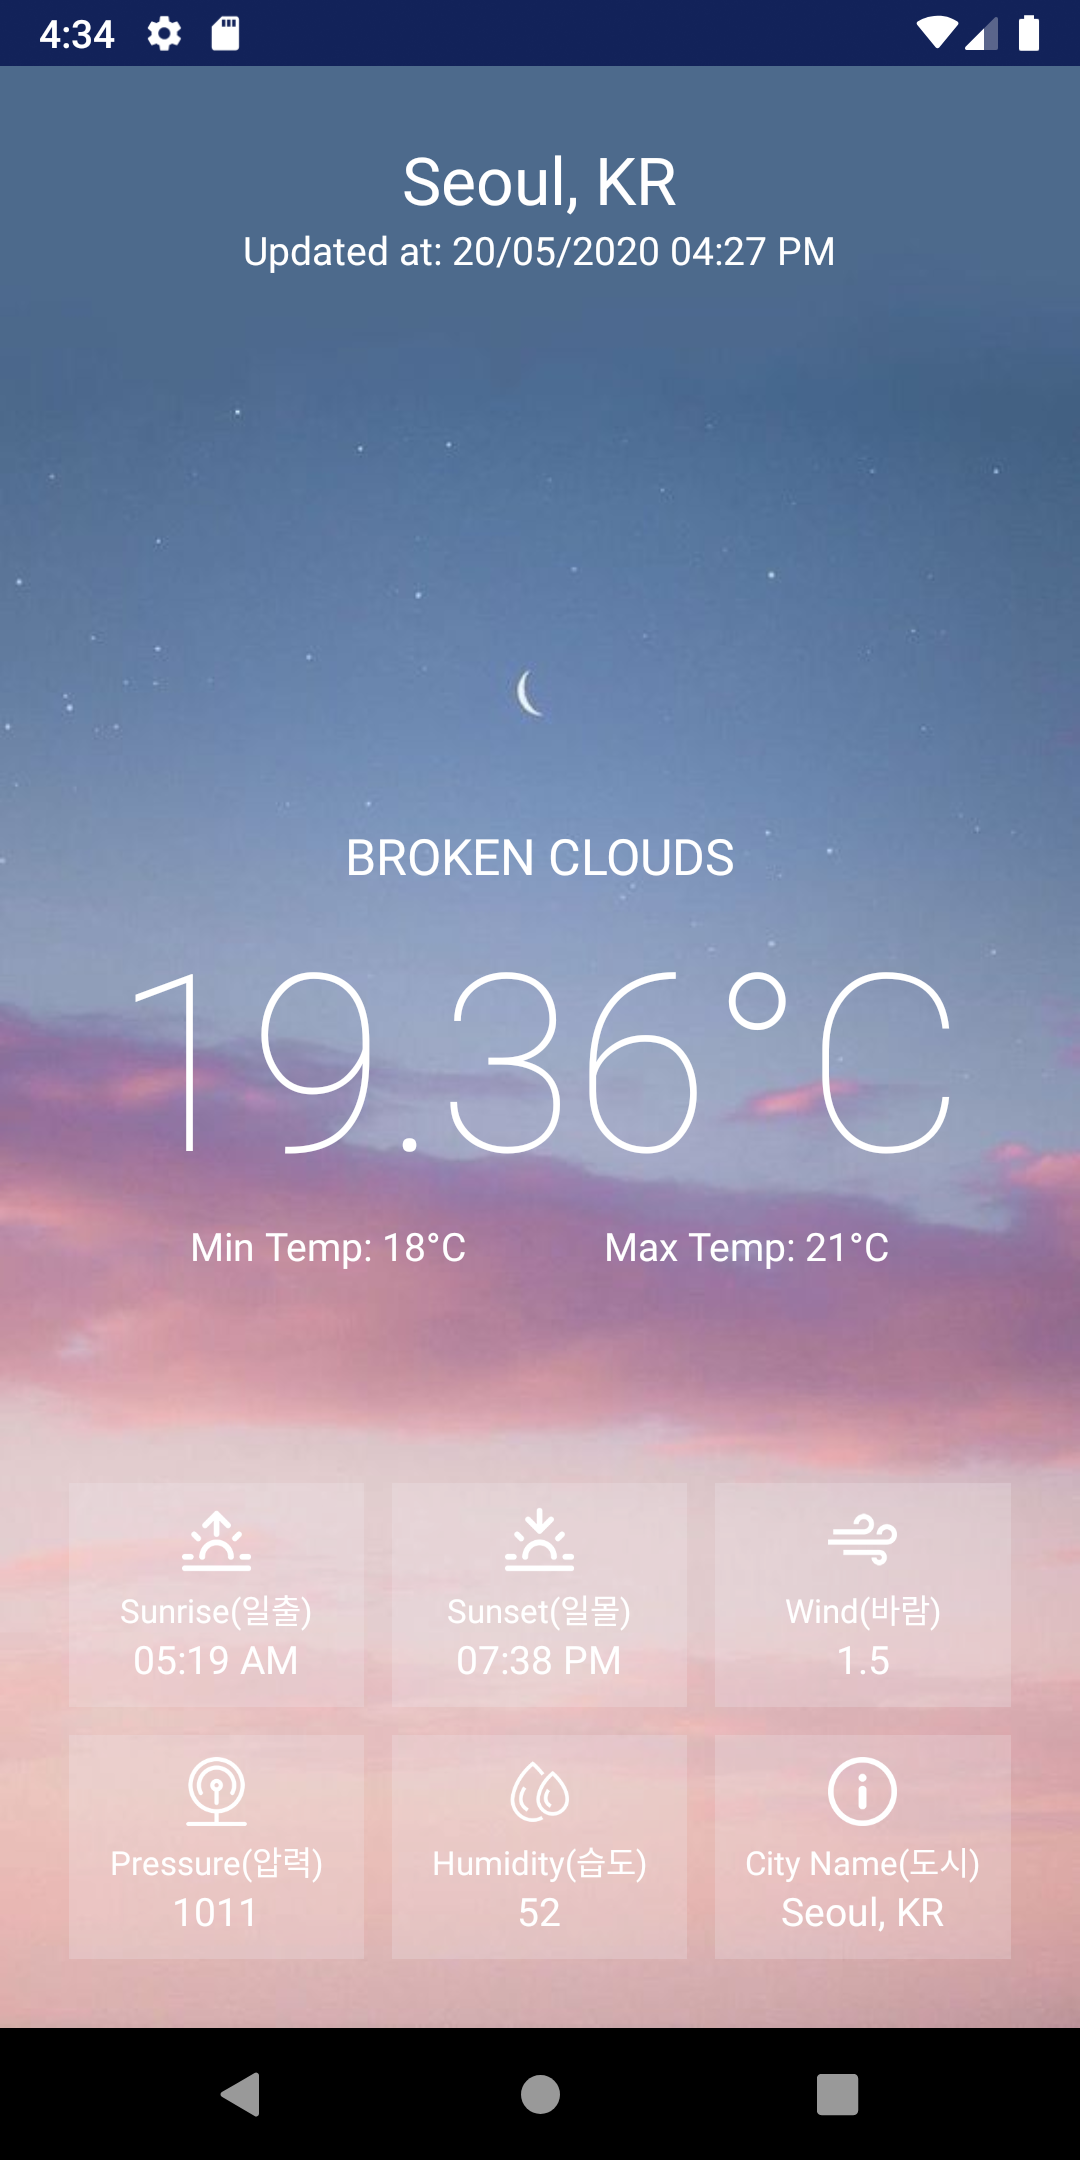 4:34
Seoul, KR
Updated at: 20/05/2020 04:27 PM
BROKEN CLOUDS
19.36°C
Min Temp: 18°C
Max Temp: 21°C
Sunrise(일출)
05:19 AM
Sunset(일몰)
07:38 PM
Wind(바람)
1.5
Pressure(압력)
1011
Humidity(습도)
52
City Name(도시)
Seoul, KR